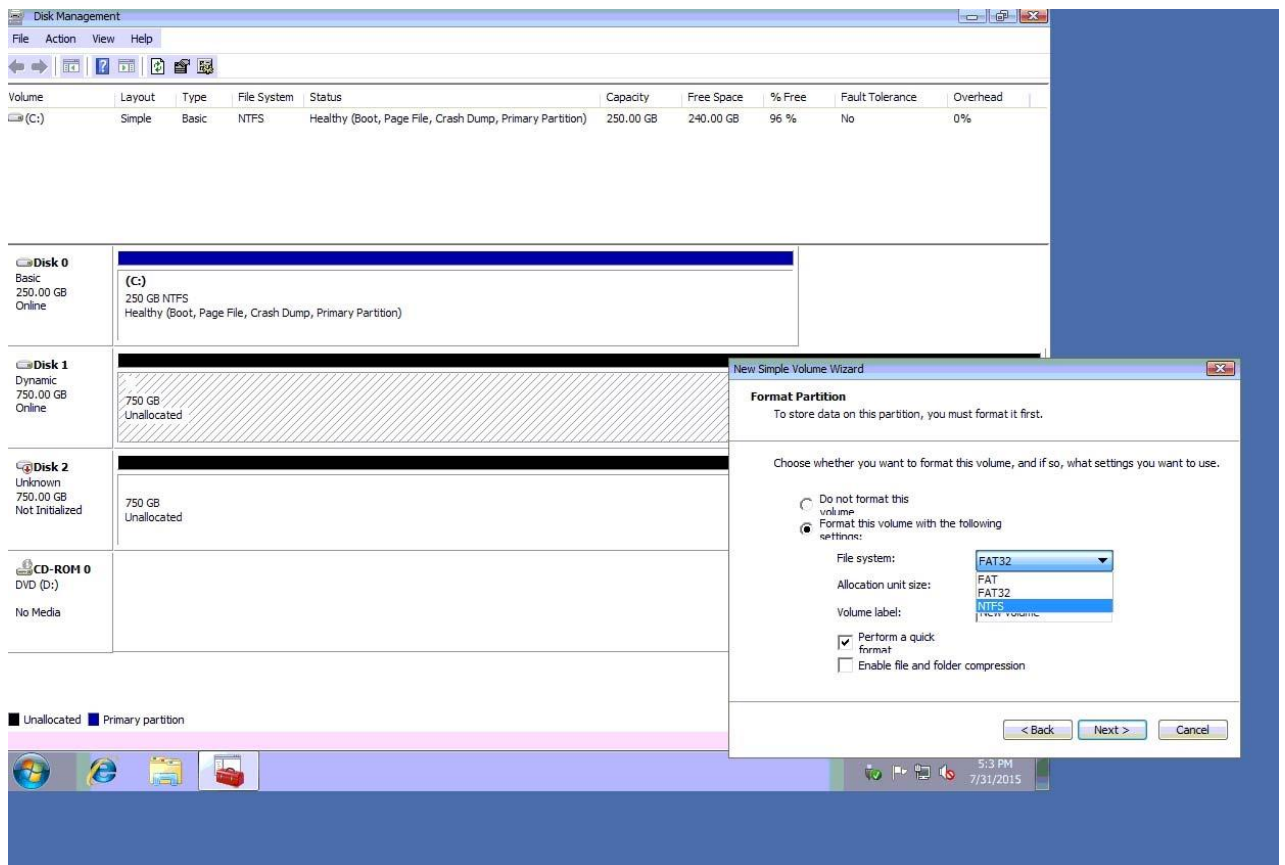 Disk Management
File Action View Help
Volume Layout Type File System Status Capacity Free Space % Free Fault Tolerance Overhead
(C:) Simple Basic NTFS Healthy (Boot, Page File, Crash Dump, Primary Partition) 250.00 GB 240.00 GB 96 % No 0%
Disk 0
Basic
250.00 GB
Online
(C:)
250 GB NTFS
Healthy (Boot, Page File, Crash Dump, Primary Partition)
Disk 1
Dynamic
750.00 GB
Online
750 GB
Unallocated
Disk 2
Unknown
750.00 GB
Not Initialized
750 GB
Unallocated
CD-ROM 0
DVD (D:)
No Media
Unallocated Primary partition
New Simple Volume Wizard
Format Partition
To store data on this partition, you must format it first.
Choose whether you want to format this volume, and if so, what settings you want to use.
Do not format this
volume
Format this volume with the following
settings:
File system: FAT32
FAT
FAT32
NTFS
Allocation unit size:
Volume label: New Volume
Perform a quick
format
Enable file and folder compression
< Back Next > Cancel
5:3 PM
7/31/2015